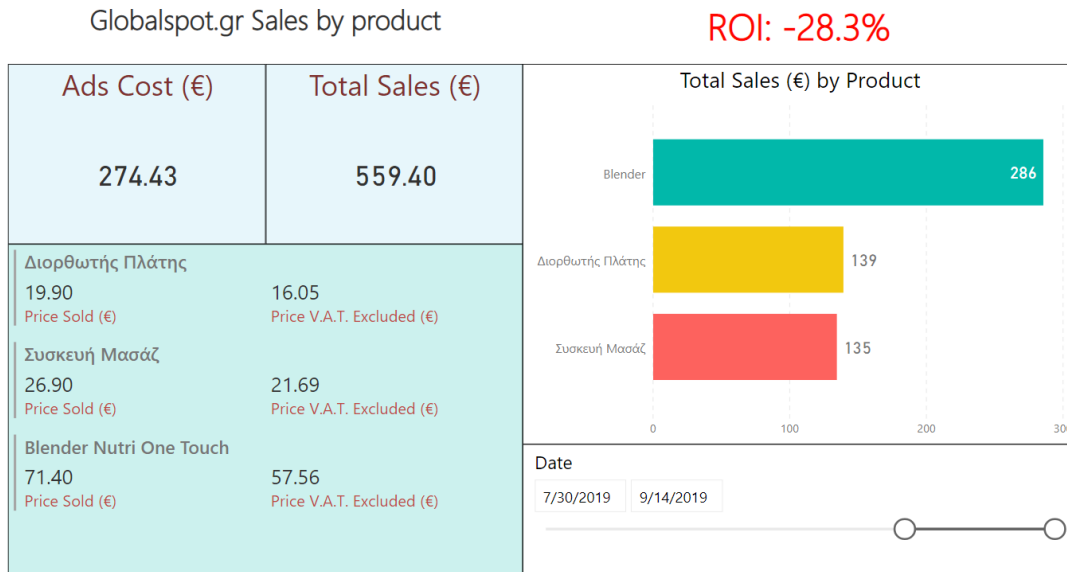 Globalspot.gr Sales by product
ROI: -28.3%
Ads Cost (€)
Total Sales (€)
274.43
559.40
Διορθωτής Πλάτης
19.90
16.05
Price Sold (€)
Price V.A.T. Excluded (€)
Συσκευή Μασάζ
26.90
21.69
Price Sold (€)
Price V.A.T. Excluded (€)
Blender Nutri One Touch
71.40
57.56
Price Sold (€)
Price V.A.T. Excluded (€)
Total Sales (€) by Product
Blender
286
Διορθωτής Πλάτης
139
Συσκευή Μασάζ
135
0
100
200
300
Date
7/30/2019
9/14/2019